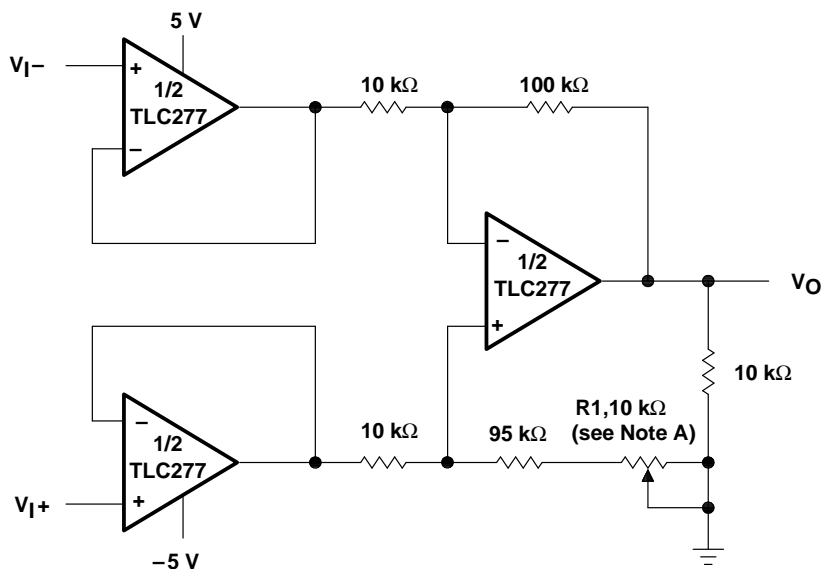 5 V
VI−
+
1/2
TLC277
−
10 kΩ
100 kΩ
−
1/2
TLC277
+
VO
10 kΩ
R1,10 kΩ
(see Note A)
−
1/2
TLC277
+
10 kΩ
95 kΩ
VI+
−5 V